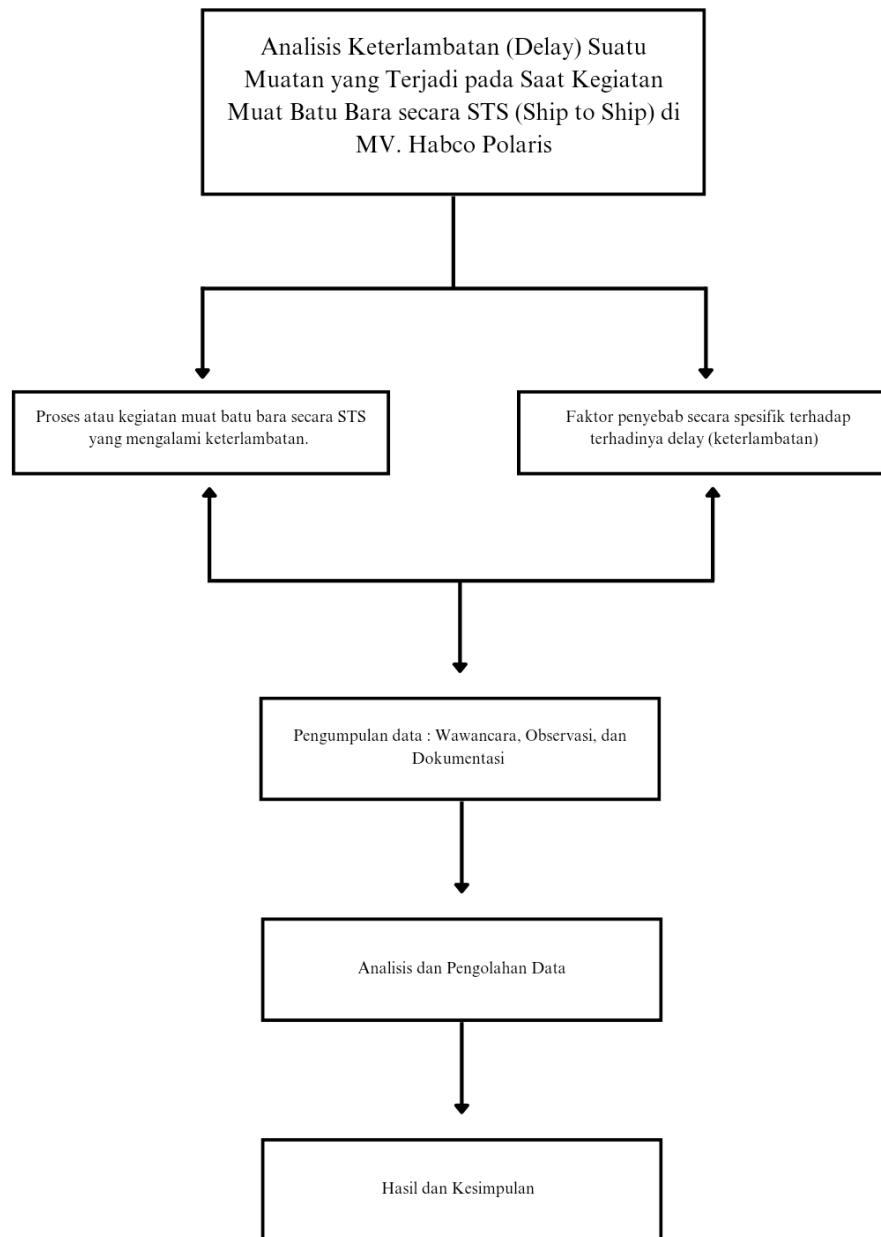 Analisis Keterlambatan (Delay) Suatu
Muatan yang Terjadi pada Saat Kegiatan
Muat Batu Bara secara STS (Ship to Ship) di
MV. Habco Polaris
Proses atau kegiatan muat batu bara secara STS
yang mengalami keterlambatan.
Faktor penyebab secara spesifik terhadap
terhadinya delay (keterlambatan)
Pengumpulan data : Wawancara, Observasi, dan
Dokumentasi
Analisis dan Pengolahan Data
Hasil dan Kesimpulan